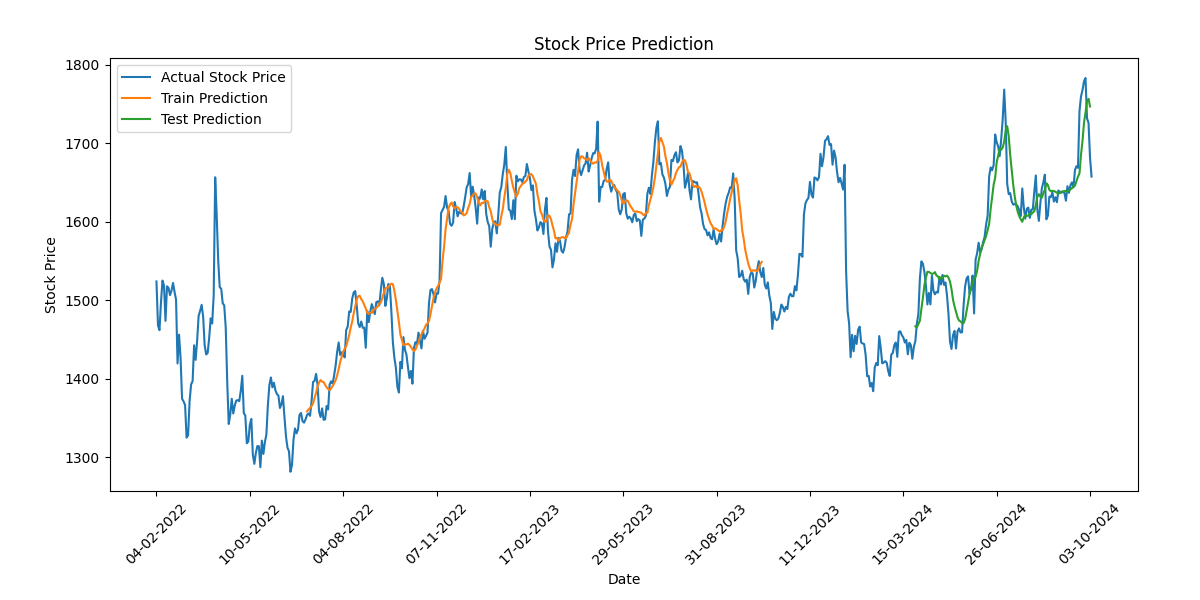 Stock Price Prediction
Actual Stock Price
Train Prediction
Test Prediction
Stock Price
1800
1700
1600
1500
1400
1300
04-02-2022
10-05-2022
04-08-2022
07-11-2022
17-02-2023
29-05-2023
31-08-2023
11-12-2023
15-03-2024
26-06-2024
03-10-2024
Date